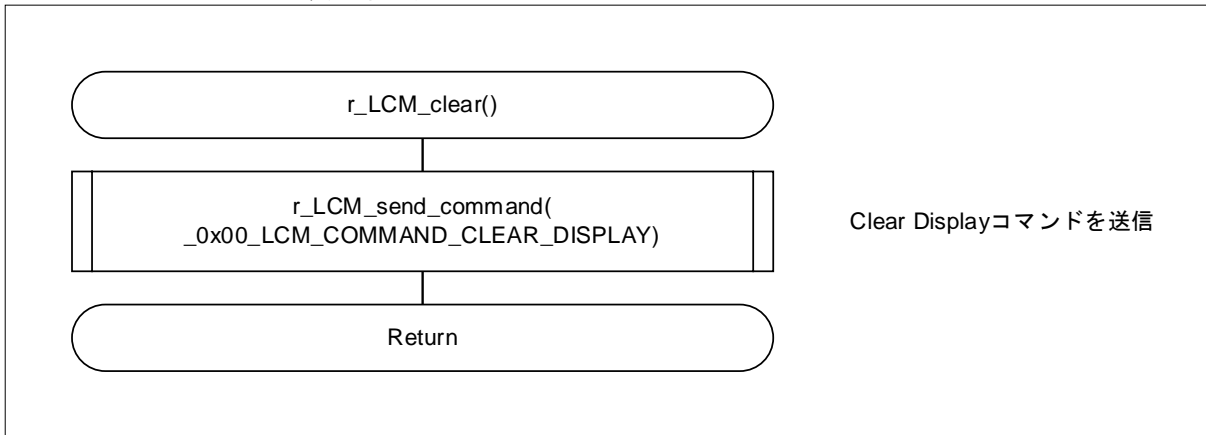 r_LCM_clear()
r_LCM_send_command(
_0x00_LCM_COMMAND_CLEAR_DISPLAY)
Clear Displayコマンドを送信
Return